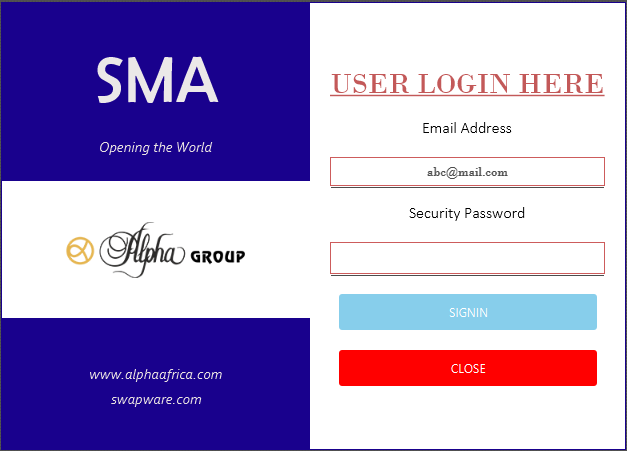 SMA
Opening the World
Alpha GROUP
www.alphaafrica.com
swapware.com
USER LOGIN HERE
Email Address
abc@mail.com
Security Password
SIGNIN
CLOSE